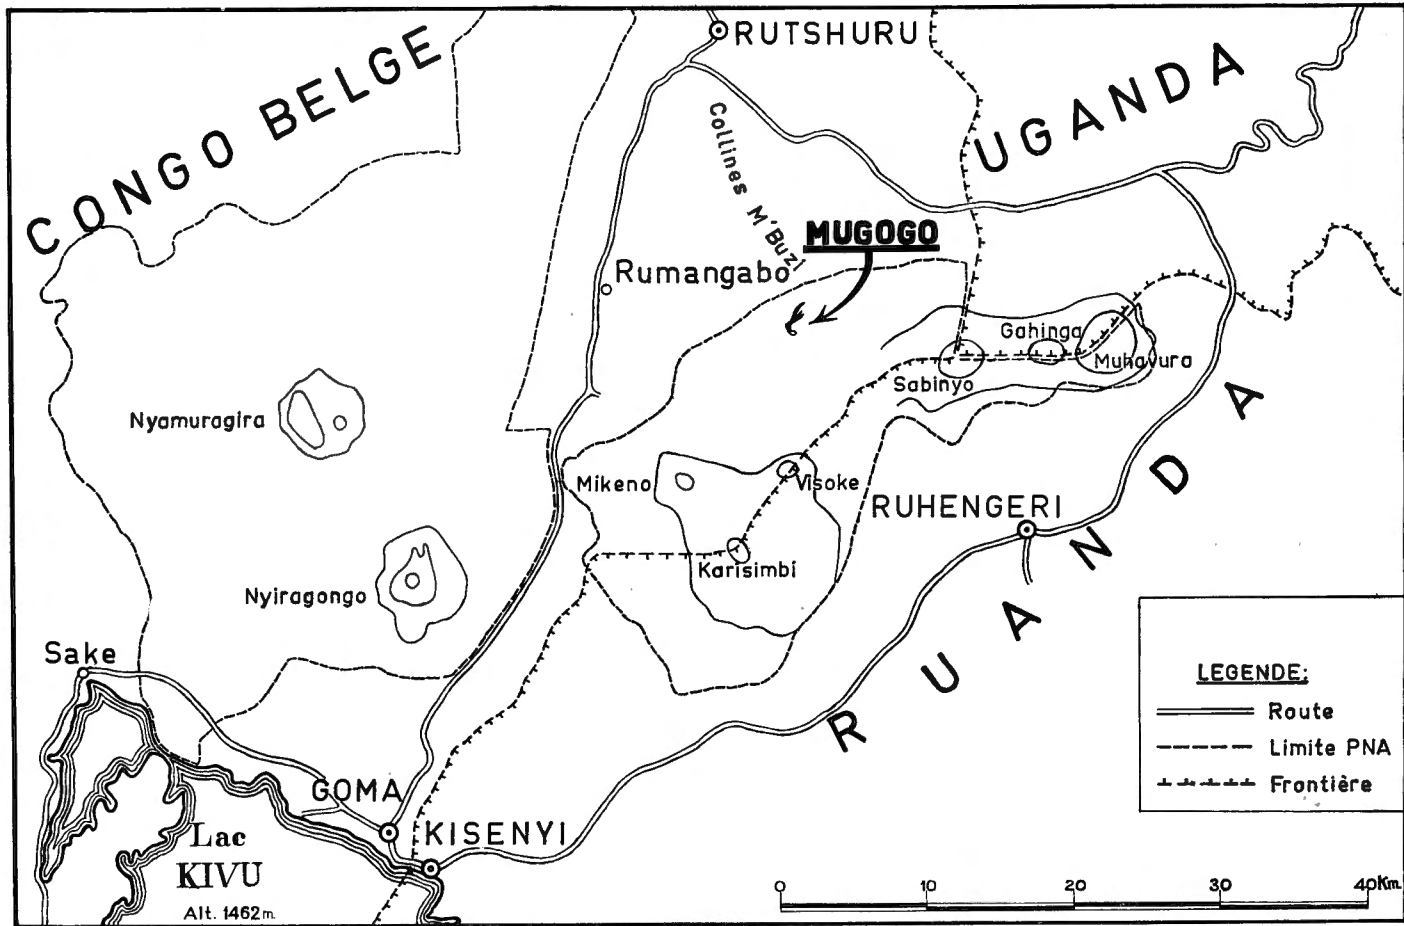 RUTSHURU
CONGO BELGE
UGANDA
Collines M'Buzi
MUGOGO
Rumangabo
Gahinga
Muhavura
Sabinyo
Nyamuragira
Mikeno
Visoke
RUHENGERI
Karisimbi
Nyiragongo
RUANDA
Sake
LEGENDE:
Route
Limite PNA
Frontière
GOMA
KISENYI
Lac
KIVU
Alt. 1462m.
0 10 20 30 40Km.